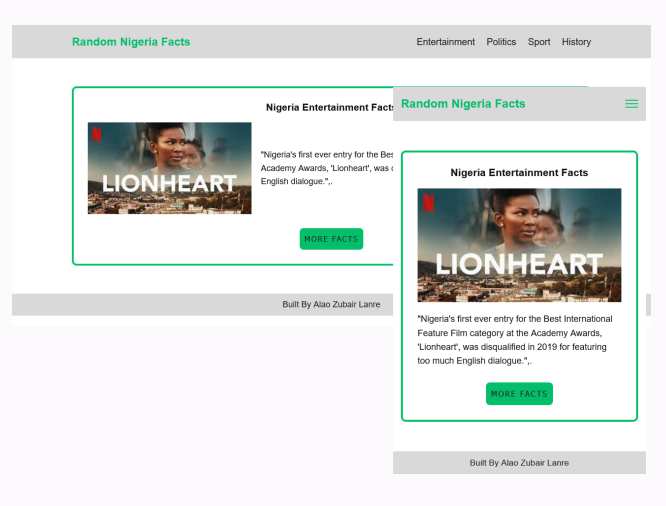 Random Nigeria Facts
Entertainment Politics Sport History
Nigeria Entertainment Facts
N
LIONHEART
"Nigeria's first ever entry for the Bes
Academy Awards, 'Lionheart', was
English dialogue.",.
MORE FACTS
Built By Alao Zubair Lanre
Random Nigeria Facts
Nigeria Entertainment Facts
N
LIONHEART
"Nigeria's first ever entry for the Best International
Feature Film category at the Academy Awards,
'Lionheart', was disqualified in 2019 for featuring
too much English dialogue.",.
MORE FACTS
Built By Alao Zubair Lanre